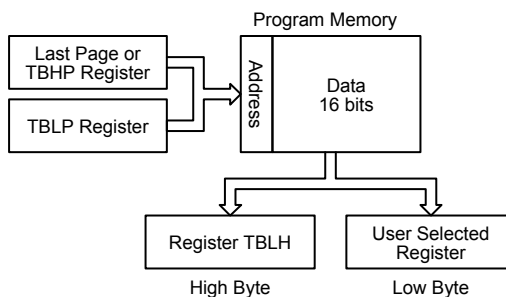 Program Memory
Last Page or
TBHP Register
TBLP Register
Address
Data
16 bits
Register TBLH
User Selected
Register
High Byte
Low Byte